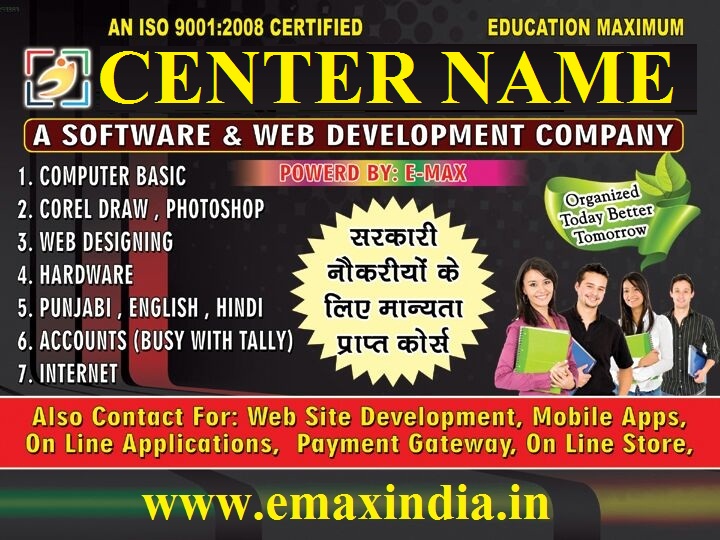 AN ISO 9001:2008 CERTIFIED EDUCATION MAXIMUM
CENTER NAME
A SOFTWARE & WEB DEVELOPMENT COMPANY
POWERD BY: E-MAX
1. COMPUTER BASIC
2. COREL DRAW , PHOTOSHOP
3. WEB DESIGNING
4. HARDWARE
5. PUNJABI , ENGLISH , HINDI
6. ACCOUNTS (BUSY WITH TALLY)
7. INTERNET
सरकारी
नौकरीयों के
लिए मान्यता
प्राप्त कोर्स
Organized
Today Better
Tomorrow
Also Contact For: Web Site Development, Mobile Apps,
On Line Applications, Payment Gateway, On Line Store,
www.emaxindia.in